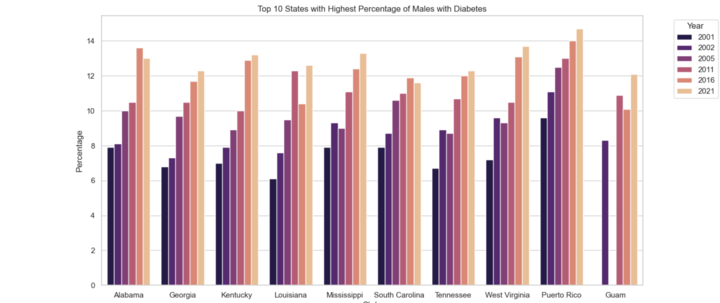 Top 10 States with Highest Percentage of Males with Diabetes
Year
2001
2002
2005
2011
2016
2021
Percentage
14
12
10
8
6
4
2
0
Alabama
Georgia
Kentucky
Louisiana
Mississippi
South Carolina
Tennessee
West Virginia
Puerto Rico
Guam